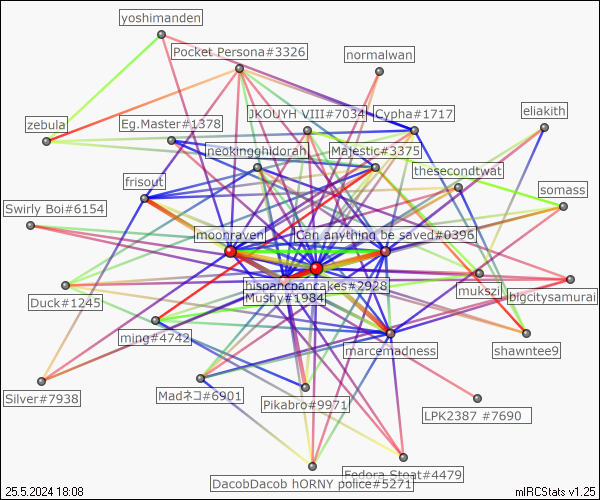 yoshimanden
Pocket Persona#3326
normalwan
JKOUYH VIII#7034
Cypha#1717
eliakith
zebula
Eg.Master#1378
neokingghidorah
Majestic#3375
thesecondtwat
frisout
somass
Swirly Boi#6154
moonraven
Can anything be saved#0396
hispanicpancakes#2928
mukszi
bigcitysamurai
Duck#1245
Mushy#1984
ming#4742
marcemadness
shawntee9
Silver#7938
Madネコ#6901
Pikabro#9971
LPK2387 #7690
Fedora Steat#4479
DacobDacob hORNY police#5271
25.5.2024 18:08
mIRCStats v1.25